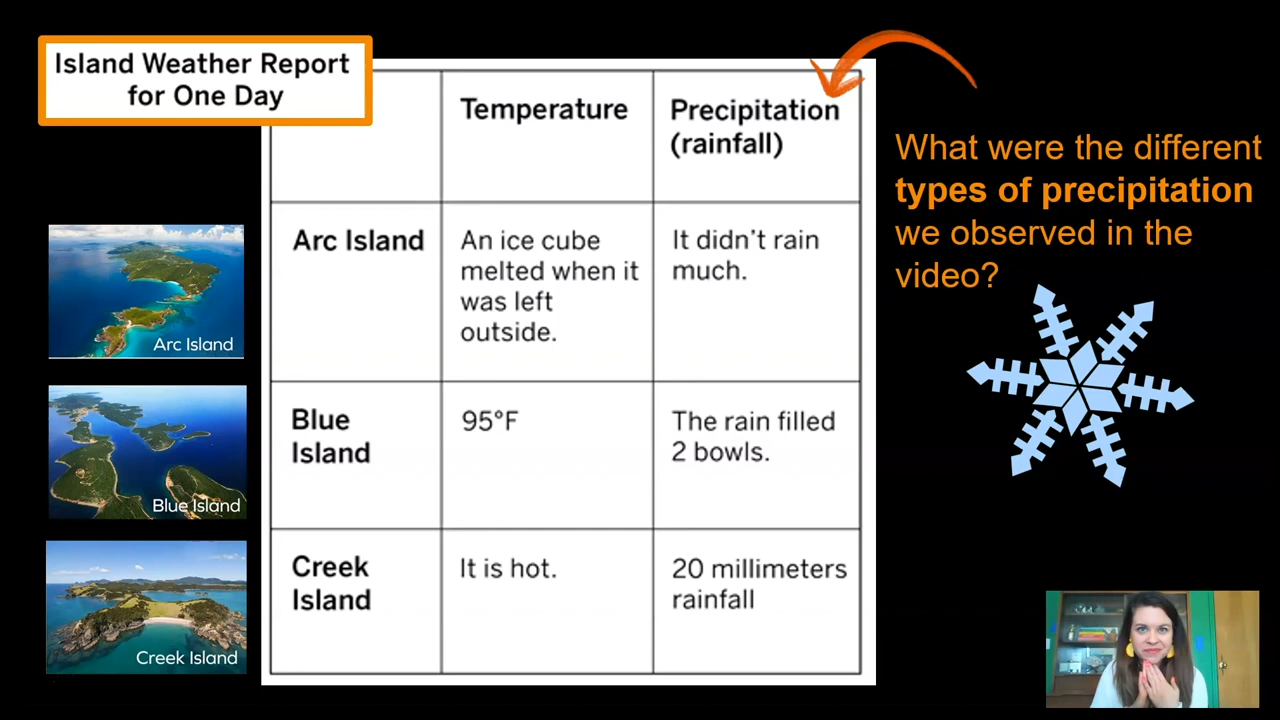 Island Weather Report
for One Day
Temperature
Precipitation
(rainfall)
What were the different
types of precipitation
we observed in the
video?
Arc Island
An ice cube
melted when it
was left
outside.
It didn't rain
much.
Arc Island
Blue
Island
95°F
The rain filled
2 bowls.
Blue Island
Creek
Island
It is hot.
20 millimeters
rainfall
Creek Island